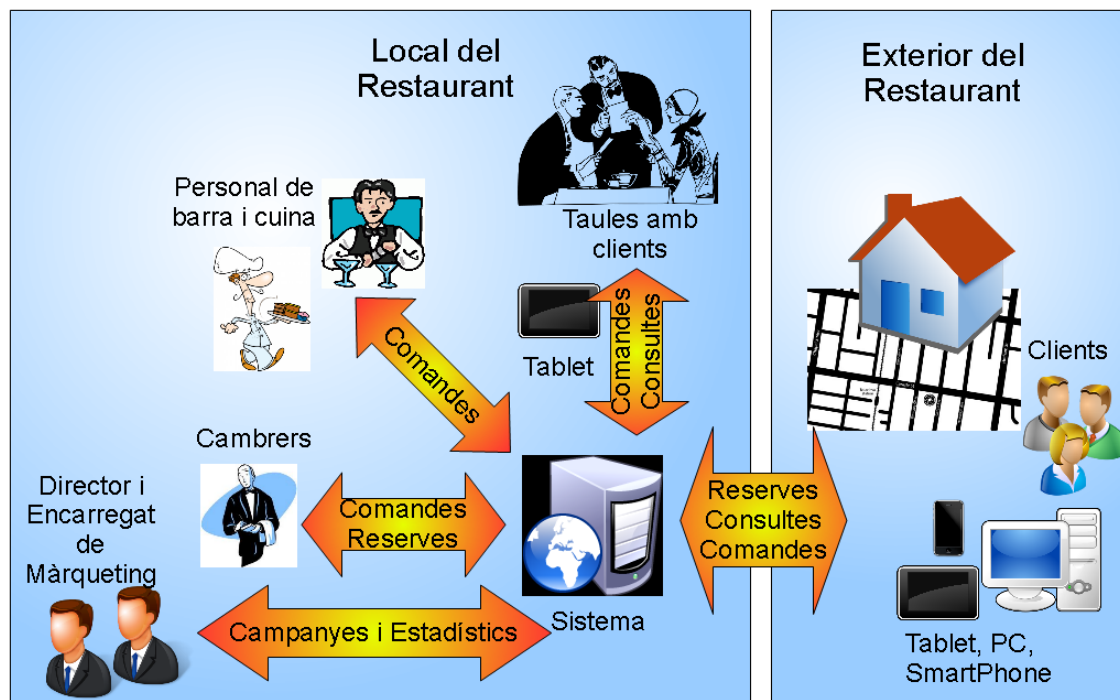 Local del
Restaurant
Exterior del
Restaurant
Personal de
barra i cuina
Taules amb
clients
Comandes
Tablet
Comandes
Consultes
Clients
Cambrers
Comandes
Reserves
Reserves
Consultes
Comandes
Director i
Encarregat
de
Màrqueting
Campanyes i Estadístics
Sistema
Tablet, PC,
SmartPhone